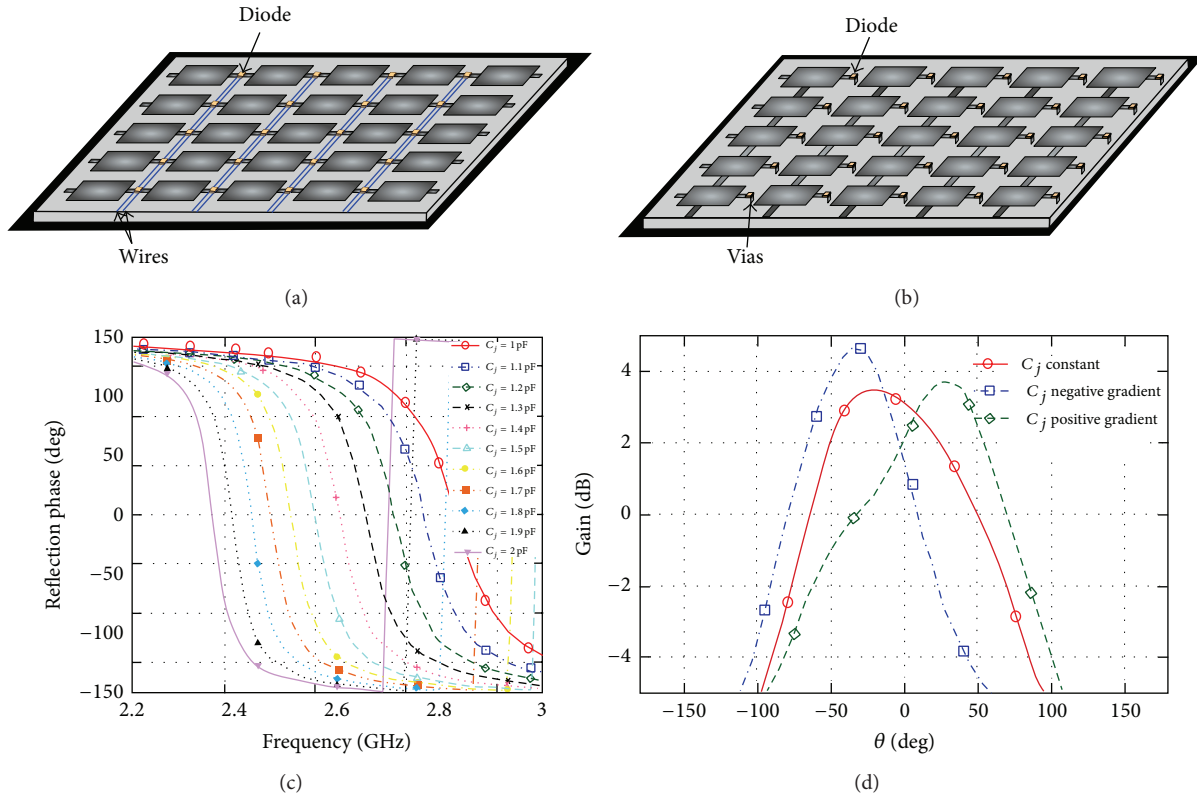 Diode
Wires
(a)
Diode
Vias
(b)
150
100
50
0
−50
−100
−150
Reflection phase (deg)
2.2 2.4 2.6 2.8 3
Frequency (GHz)
C_j = 1 pF
C_j = 1.1 pF
C_j = 1.2 pF
C_j = 1.3 pF
C_j = 1.4 pF
C_j = 1.5 pF
C_j = 1.6 pF
C_j = 1.7 pF
C_j = 1.8 pF
C_j = 1.9 pF
C_j = 2 pF
(c)
4
2
0
−2
−4
Gain (dB)
−150 −100 −50 0 50 100 150
θ (deg)
C_j constant
C_j negative gradient
C_j positive gradient
(d)